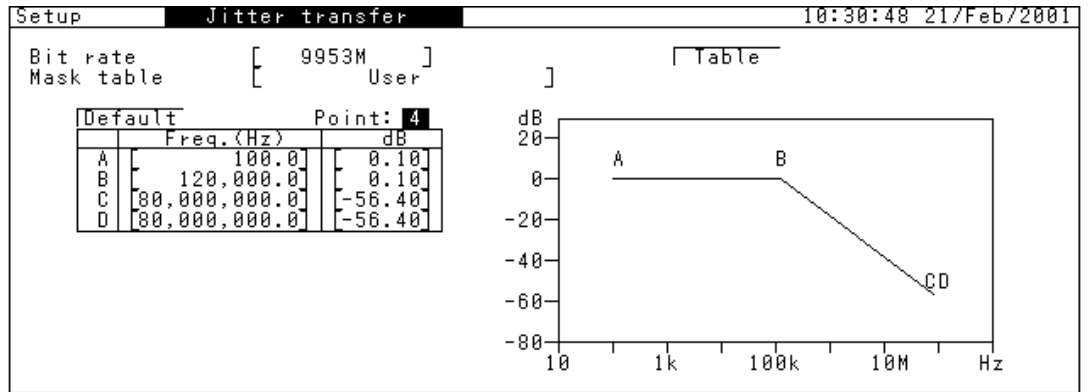 Setup Jitter transfer 10:30:48 21/Feb/2001
Bit rate [ 9953M ]
Table
Mask table [ User ]
Default Point: 4
Freq.(Hz) dB
A [ 100.0] [ 0.10]
B [ 120,000.0] [ 0.10]
C [80,000,000.0] [-56.40]
D [80,000,000.0] [-56.40]
dB
20
A B
0
-20
-40
CD
-60
-80
10 1k 100k 10M Hz